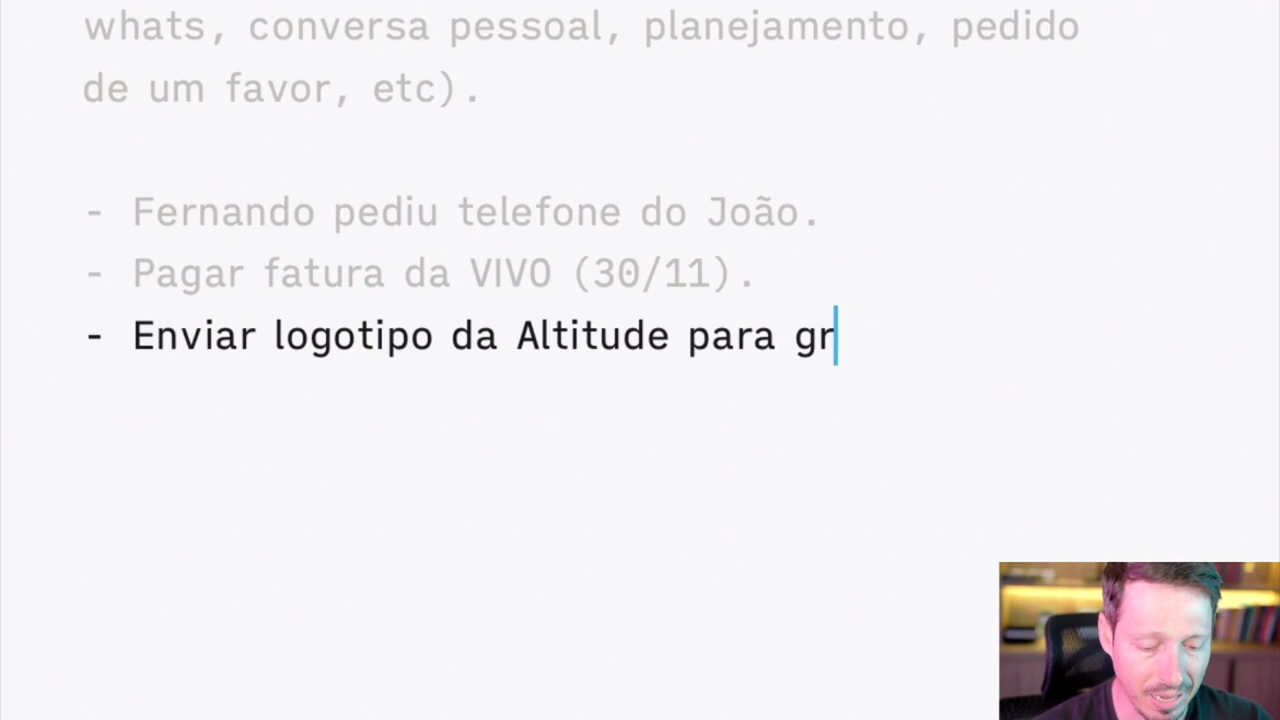 whats, conversa pessoal, planejamento, pedido
de um favor, etc).
- Fernando pediu telefone do João.
- Pagar fatura da VIVO (30/11).
- Enviar logotipo da Altitude para gr